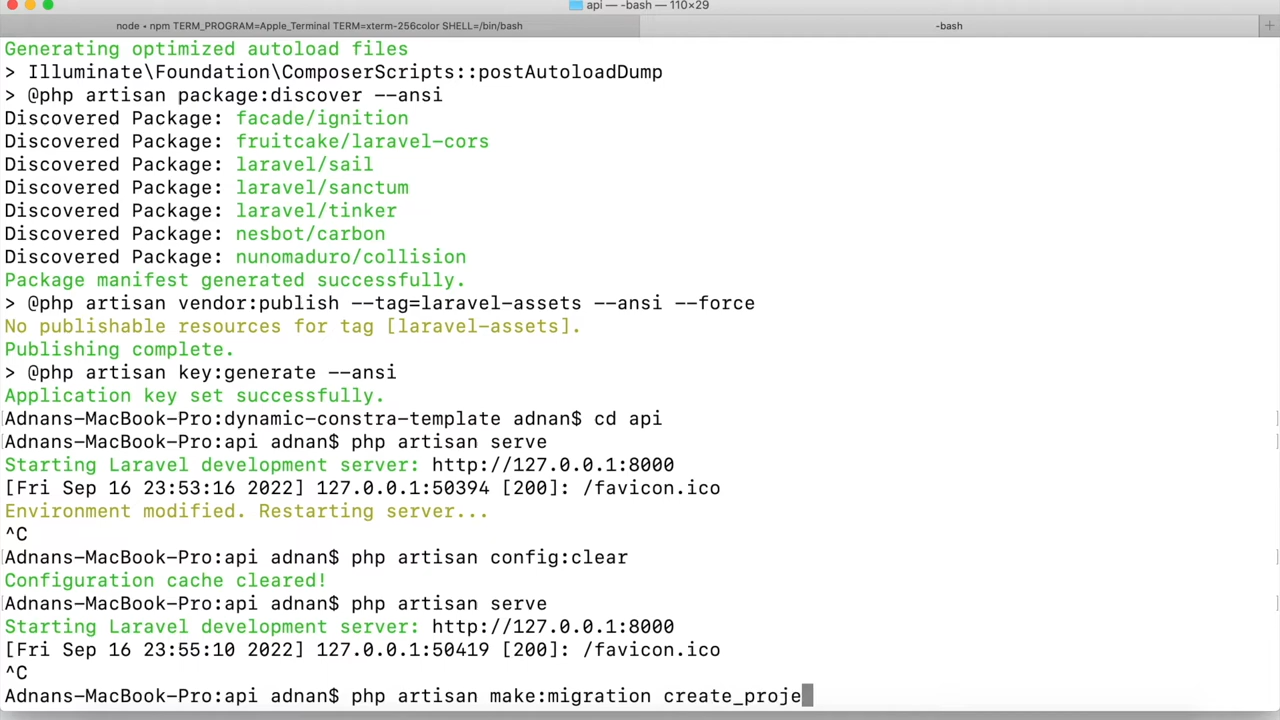 api — -bash — 110×29
node • npm TERM_PROGRAM=Apple_Terminal TERM=xterm-256color SHELL=/bin/bash
-bash
Generating optimized autoload files
> Illuminate\Foundation\ComposerScripts::postAutoloadDump
> @php artisan package:discover --ansi
Discovered Package: facade/ignition
Discovered Package: fruitcake/laravel-cors
Discovered Package: laravel/sail
Discovered Package: laravel/sanctum
Discovered Package: laravel/tinker
Discovered Package: nesbot/carbon
Discovered Package: nunomaduro/collision
Package manifest generated successfully.
> @php artisan vendor:publish --tag=laravel-assets --ansi --force
No publishable resources for tag [laravel-assets].
Publishing complete.
> @php artisan key:generate --ansi
Application key set successfully.
Adnans-MacBook-Pro:dynamic-constra-template adnan$ cd api
Adnans-MacBook-Pro:api adnan$ php artisan serve
Starting Laravel development server: http://127.0.0.1:8000
[Fri Sep 16 23:53:16 2022] 127.0.0.1:50394 [200]: /favicon.ico
Environment modified. Restarting server...
^C
Adnans-MacBook-Pro:api adnan$ php artisan config:clear
Configuration cache cleared!
Adnans-MacBook-Pro:api adnan$ php artisan serve
Starting Laravel development server: http://127.0.0.1:8000
[Fri Sep 16 23:55:10 2022] 127.0.0.1:50419 [200]: /favicon.ico
^C
Adnans-MacBook-Pro:api adnan$ php artisan make:migration create_proje